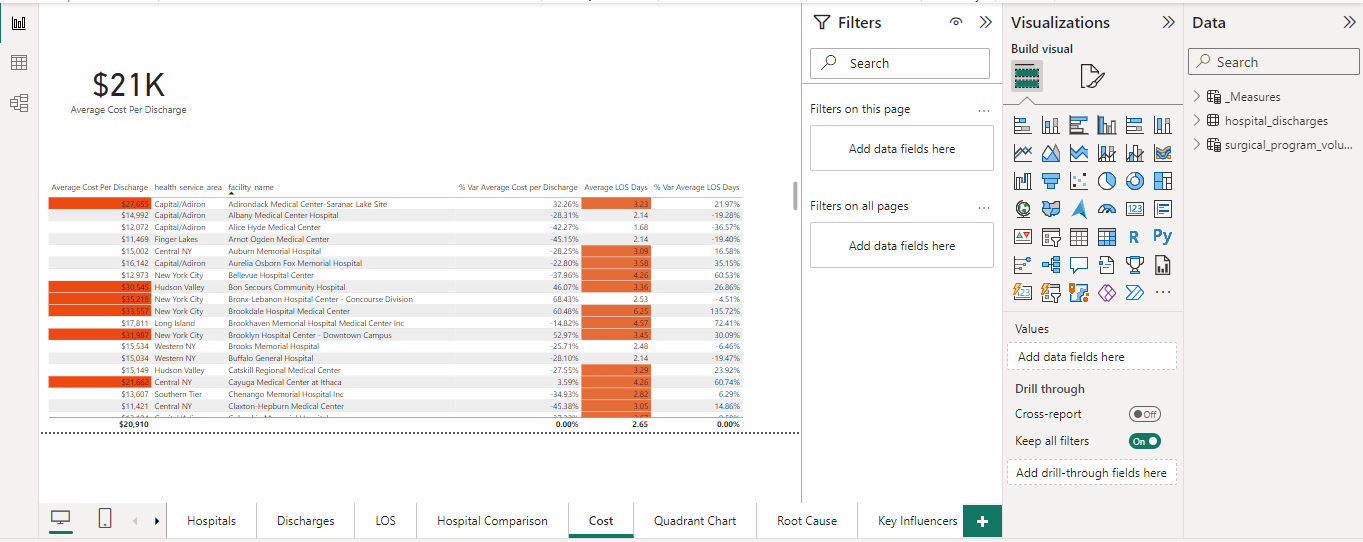 Filters
Visualizations
Data
Build visual
Search
Search
$21K
Average Cost Per Discharge
Filters on this page
...
Add data fields here
Filters on all pages
...
Add data fields here
_Measures
hospital_discharges
surgical_program_volu...
123
R
Py
123
...
Values
Add data fields here
Drill through
Cross-report
Off
Keep all filters
On
Add drill-through fields here
Average Cost Per Discharge health_service_area facility_name % Var Average Cost per Discharge Average LOS Days % Var Average LOS Days
$27,655 Capital/Adiron Adirondack Medical Center-Saranac Lake Site 32.26% 3.23 21.97%
$14,992 Capital/Adiron Albany Medical Center Hospital -28.31% 2.14 -19.28%
$12,072 Capital/Adiron Alice Hyde Medical Center -42.27% 1.68 -36.57%
$11,469 Finger Lakes Arnot Ogden Medical Center -45.15% 2.14 -19.40%
$15,002 Central NY Auburn Memorial Hospital -28.25% 3.09 16.58%
$16,142 Capital/Adiron Aurelia Osborn Fox Memorial Hospital -22.80% 3.58 35.15%
$12,973 New York City Bellevue Hospital Center -37.96% 4.26 60.53%
$30,545 Hudson Valley Bon Secours Community Hospital 46.07% 3.36 26.86%
$35,218 New York City Bronx-Lebanon Hospital Center - Concourse Division 68.43% 2.53 -4.51%
$33,557 New York City Brookdale Hospital Medical Center 60.48% 6.25 135.72%
$17,811 Long Island Brookhaven Memorial Hospital Medical Center Inc -14.82% 4.57 72.41%
$31,987 New York City Brooklyn Hospital Center - Downtown Campus 52.97% 3.45 30.09%
$15,534 Western NY Brooks Memorial Hospital -25.71% 2.48 -6.46%
$15,034 Western NY Buffalo General Hospital -28.10% 2.14 -19.47%
$15,149 Hudson Valley Catskill Regional Medical Center -27.55% 3.29 23.92%
$21,662 Central NY Cayuga Medical Center at Ithaca 3.59% 4.26 60.74%
$13,607 Southern Tier Chenango Memorial Hospital Inc -34.93% 2.82 6.29%
$11,421 Central NY Claxton-Hepburn Medical Center -45.38% 3.05 14.86%
$20,910 0.00% 2.65 0.00%
Hospitals
Discharges
LOS
Hospital Comparison
Cost
Quadrant Chart
Root Cause
Key Influencers
+